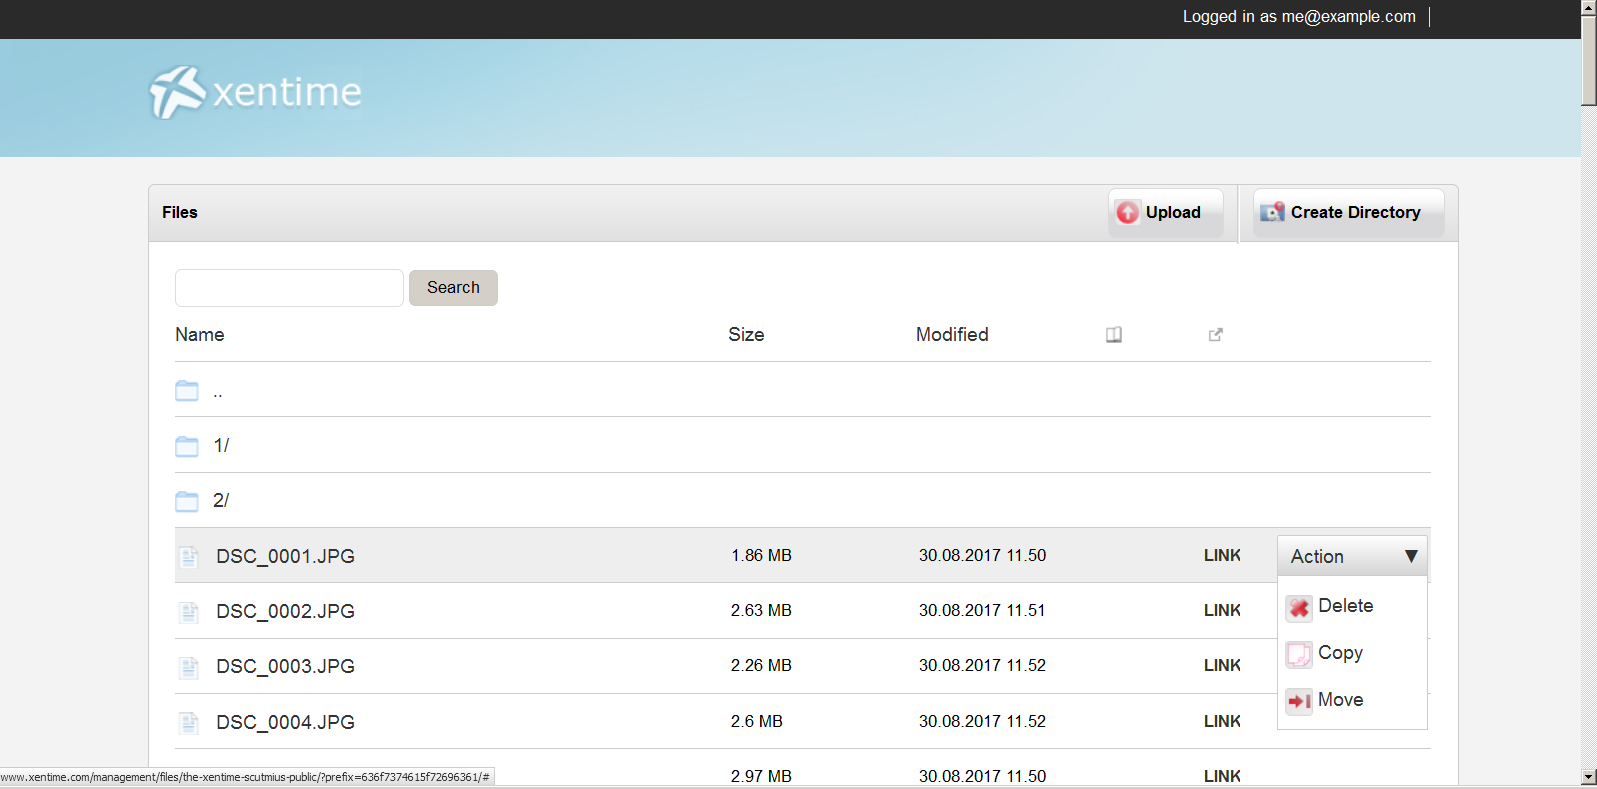 Logged in as me@example.com
xentime
Files
Upload
Create Directory
Search
Name Size Modified
..
1/
2/
DSC_0001.JPG 1.86 MB 30.08.2017 11.50 LINK Action ▼
Delete
DSC_0002.JPG 2.63 MB 30.08.2017 11.51 LINK
Copy
DSC_0003.JPG 2.26 MB 30.08.2017 11.52 LINK
Move
DSC_0004.JPG 2.6 MB 30.08.2017 11.52 LINK
2.97 MB 30.08.2017 11.50 LINK
www.xentime.com/management/files/the-xentime-scutmius-public/?prefix=636f7374615f72696361/#